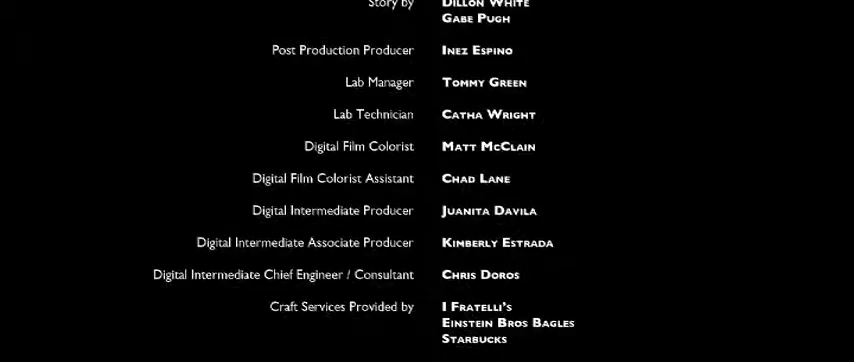 Story by Dillon White
Gabe Pugh
Post Production Producer Inez Espino
Lab Manager Tommy Green
Lab Technician Catha Wright
Digital Film Colorist Matt McClain
Digital Film Colorist Assistant Chad Lane
Digital Intermediate Producer Juanita Davila
Digital Intermediate Associate Producer Kimberly Estrada
Digital Intermediate Chief Engineer / Consultant Chris Doros
Craft Services Provided by I Fratelli's
Einstein Bros Bagles
Starbucks